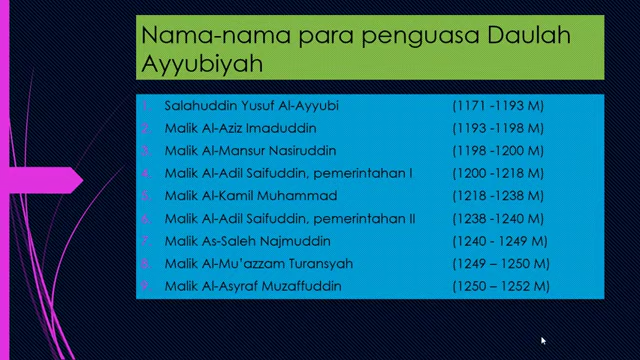 Nama-nama para penguasa Daulah
Ayyubiyah
1. Salahuddin Yusuf Al-Ayyubi (1171 -1193 M)
2. Malik Al-Aziz Imaduddin (1193 -1198 M)
3. Malik Al-Mansur Nasiruddin (1198 -1200 M)
4. Malik Al-Adil Saifuddin, pemerintahan I (1200 -1218 M)
5. Malik Al-Kamil Muhammad (1218 -1238 M)
6. Malik Al-Adil Saifuddin, pemerintahan II (1238 -1240 M)
7. Malik As-Saleh Najmuddin (1240 - 1249 M)
8. Malik Al-Mu'azzam Turansyah (1249 – 1250 M)
9. Malik Al-Asyraf Muzaffuddin (1250 – 1252 M)